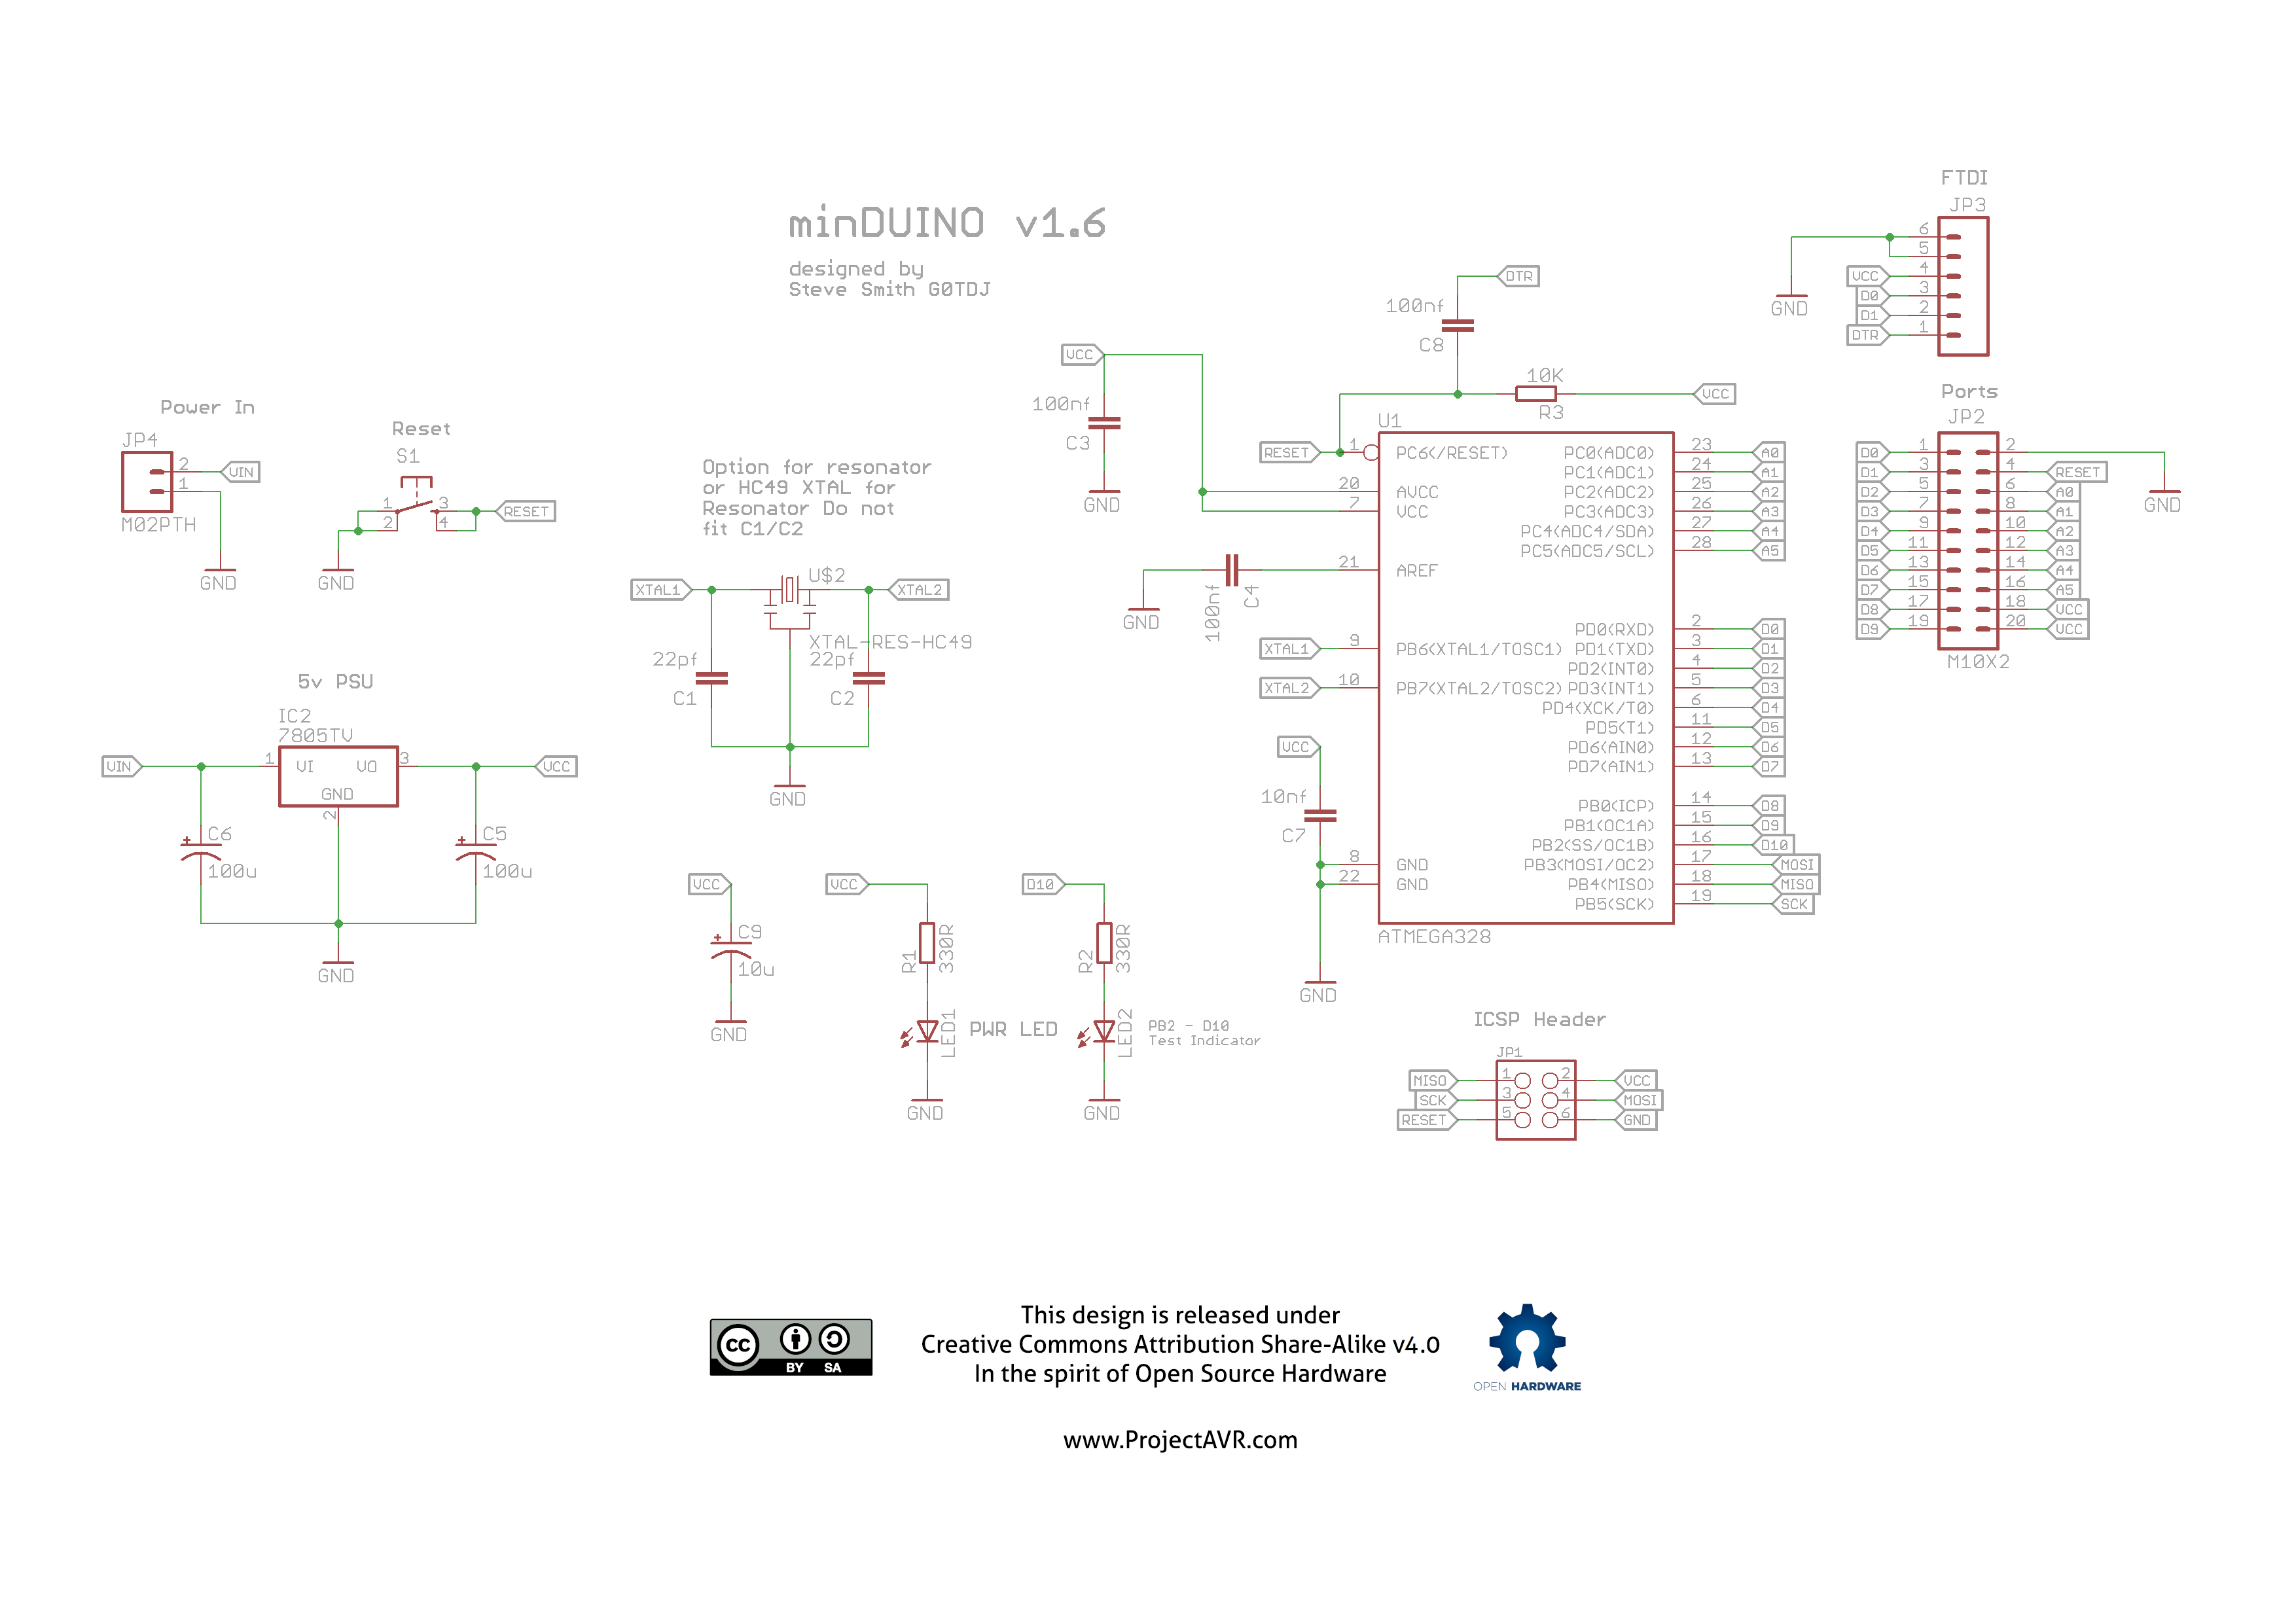 minDUINO v1.6
designed by
Steve Smith G0TDJ
Power In
JP4
2
1
VIN
M02PTH
GND
Reset
S1
1
2
3
4
RESET
GND
5v PSU
IC2
7805TV
VIN
1
VI
VO
3
GND
2
VCC
C6
100u
C5
100u
GND
Option for resonator
or HC49 XTAL for
Resonator Do not
fit C1/C2
XTAL1
U$2
XTAL2
XTAL-RES-HC49
22pf
C1
22pf
C2
GND
VCC
C9
10u
GND
VCC
R1
330R
LED1
PWR LED
GND
D10
R2
330R
LED2
PB2 - D10
Test Indicator
GND
VCC
100nf
C3
GND
DTR
100nf
C8
10K
R3
VCC
GND
100nf
C4
VCC
10nf
C7
GND
U1
RESET
1
PC6(/RESET)
20
AVCC
7
VCC
21
AREF
XTAL1
9
PB6(XTAL1/TOSC1)
XTAL2
10
PB7(XTAL2/TOSC2)
8
GND
22
GND
PC0(ADC0) 23 A0
PC1(ADC1) 24 A1
PC2(ADC2) 25 A2
PC3(ADC3) 26 A3
PC4(ADC4/SDA) 27 A4
PC5(ADC5/SCL) 28 A5
PD0(RXD) 2 D0
PD1(TXD) 3 D1
PD2(INT0) 4 D2
PD3(INT1) 5 D3
PD4(XCK/T0) 6 D4
PD5(T1) 11 D5
PD6(AIN0) 12 D6
PD7(AIN1) 13 D7
PB0(ICP) 14 D8
PB1(OC1A) 15 D9
PB2(SS/OC1B) 16 D10
PB3(MOSI/OC2) 17 MOSI
PB4(MISO) 18 MISO
PB5(SCK) 19 SCK
ATMEGA328
FTDI
JP3
6
5
VCC 4
D0 3
D1 2
DTR 1
GND
Ports
JP2
D0 1 2
D1 3 4 RESET
D2 5 6 A0
D3 7 8 A1
D4 9 10 A2
D5 11 12 A3
D6 13 14 A4
D7 15 16 A5
D8 17 18 VCC
D9 19 20 VCC
M10X2
GND
ICSP Header
JP1
MISO 1 2 VCC
SCK 3 4 MOSI
RESET 5 6 GND
cc
BY SA
This design is released under
Creative Commons Attribution Share-Alike v4.0
In the spirit of Open Source Hardware
OPEN HARDWARE
www.ProjectAVR.com